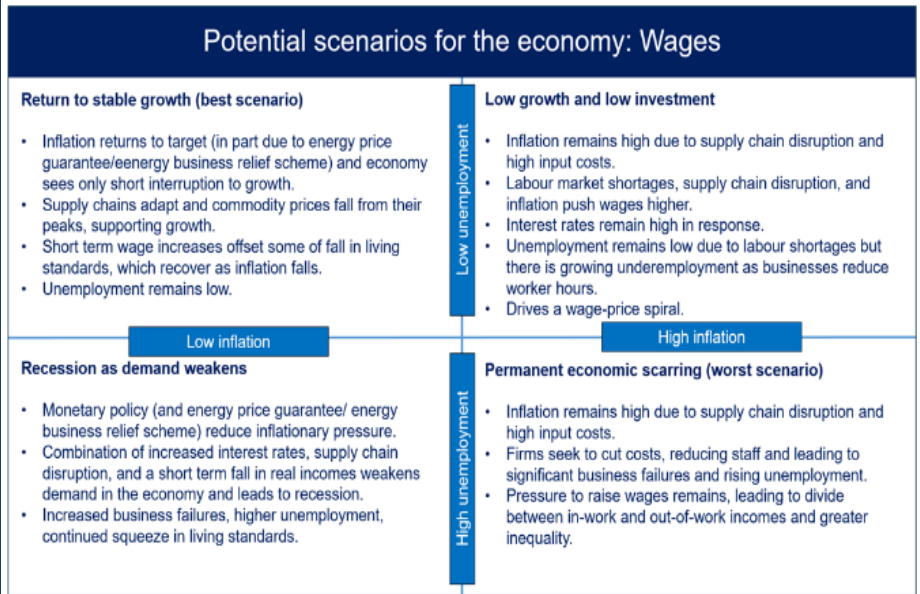 Potential scenarios for the economy: Wages
Return to stable growth (best scenario)
• Inflation returns to target (in part due to energy price
guarantee/eenergy business relief scheme) and economy
sees only short interruption to growth.
• Supply chains adapt and commodity prices fall from their
peaks, supporting growth.
• Short term wage increases offset some of fall in living
standards, which recover as inflation falls.
• Unemployment remains low.
Low unemployment
Low growth and low investment
• Inflation remains high due to supply chain disruption and
high input costs.
• Labour market shortages, supply chain disruption, and
inflation push wages higher.
• Interest rates remain high in response.
• Unemployment remains low due to labour shortages but
there is growing underemployment as businesses reduce
worker hours.
• Drives a wage-price spiral.
Low inflation
High inflation
Recession as demand weakens
• Monetary policy (and energy price guarantee/ energy
business relief scheme) reduce inflationary pressure.
• Combination of increased interest rates, supply chain
disruption, and a short term fall in real incomes weakens
demand in the economy and leads to recession.
• Increased business failures, higher unemployment,
continued squeeze in living standards.
High unemployment
Permanent economic scarring (worst scenario)
• Inflation remains high due to supply chain disruption and
high input costs.
• Firms seek to cut costs, reducing staff and leading to
significant business failures and rising unemployment.
• Pressure to raise wages remains, leading to divide
between in-work and out-of-work incomes and greater
inequality.